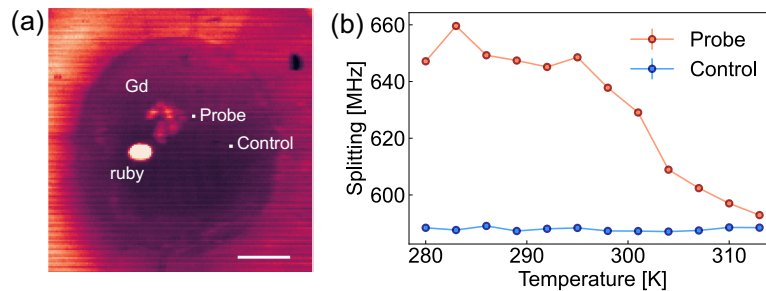 (a)
Gd
Probe
Control
ruby
(b)
Splitting [MHz]
660
640
620
600
Probe
Control
280
290
300
310
Temperature [K]